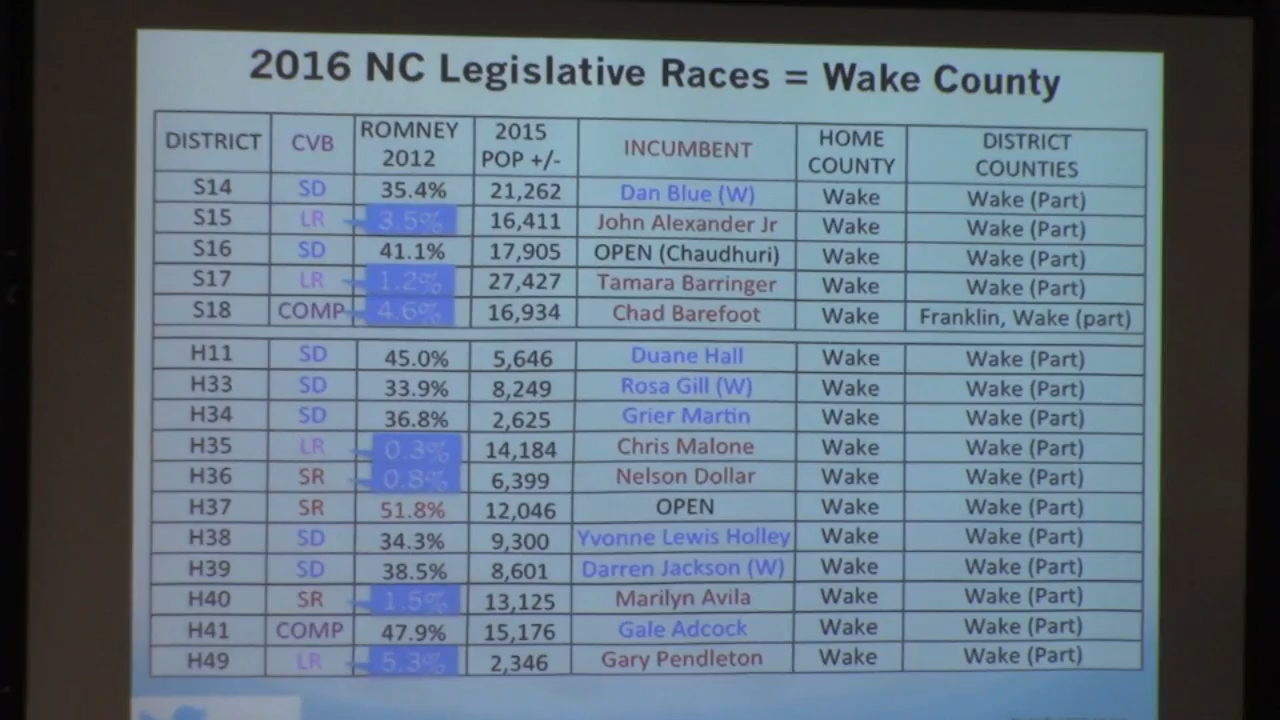 2016 NC Legislative Races = Wake County
DISTRICT CVB ROMNEY 2012 2015 POP +/- INCUMBENT HOME COUNTY DISTRICT COUNTIES
S14 SD 35.4% 21,262 Dan Blue (W) Wake Wake (Part)
S15 LR 3.5% 16,411 John Alexander Jr Wake Wake (Part)
S16 SD 41.1% 17,905 OPEN (Chaudhuri) Wake Wake (Part)
S17 LR 1.2% 27,427 Tamara Barringer Wake Wake (Part)
S18 COMP 4.6% 16,934 Chad Barefoot Wake Franklin, Wake (part)
H11 SD 45.0% 5,646 Duane Hall Wake Wake (Part)
H33 SD 33.9% 8,249 Rosa Gill (W) Wake Wake (Part)
H34 SD 36.8% 2,625 Grier Martin Wake Wake (Part)
H35 LR 0.3% 14,184 Chris Malone Wake Wake (Part)
H36 SR 0.8% 6,399 Nelson Dollar Wake Wake (Part)
H37 SR 51.8% 12,046 OPEN Wake Wake (Part)
H38 SD 34.3% 9,300 Yvonne Lewis Holley Wake Wake (Part)
H39 SD 38.5% 8,601 Darren Jackson (W) Wake Wake (Part)
H40 SR 1.5% 13,125 Marilyn Avila Wake Wake (Part)
H41 COMP 47.9% 15,176 Gale Adcock Wake Wake (Part)
H49 LR 5.3% 2,346 Gary Pendleton Wake Wake (Part)